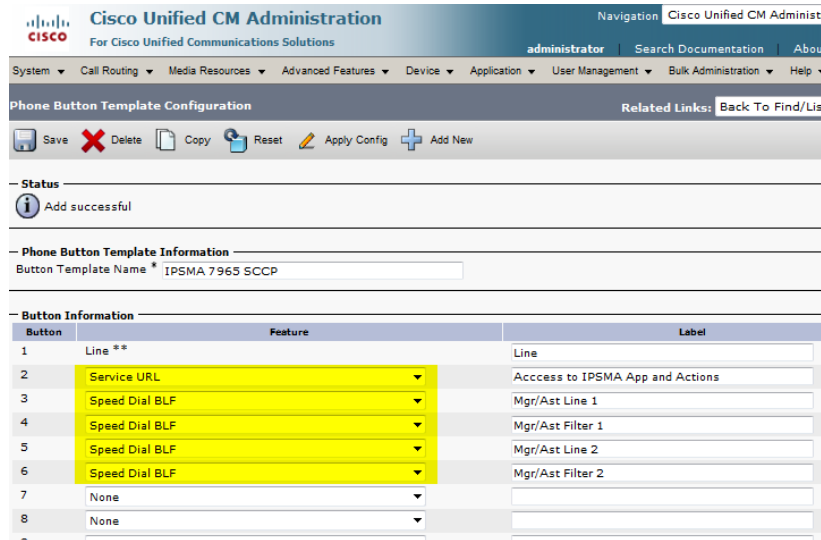 Cisco Unified CM Administration
Navigation Cisco Unified CM Administ
CISCO
For Cisco Unified Communications Solutions
administrator | Search Documentation | Abou
System Call Routing Media Resources Advanced Features Device Application User Management Bulk Administration Help
Phone Button Template Configuration
Related Links: Back To Find/Lis
Save Delete Copy Reset Apply Config Add New
Status
Add successful
Phone Button Template Information
Button Template Name * IPSMA 7965 SCCP
Button Information
Button Feature Label
1 Line ** Line
2 Service URL Acccess to IPSMA App and Actions
3 Speed Dial BLF Mgr/Ast Line 1
4 Speed Dial BLF Mgr/Ast Filter 1
5 Speed Dial BLF Mgr/Ast Line 2
6 Speed Dial BLF Mgr/Ast Filter 2
7 None
8 None